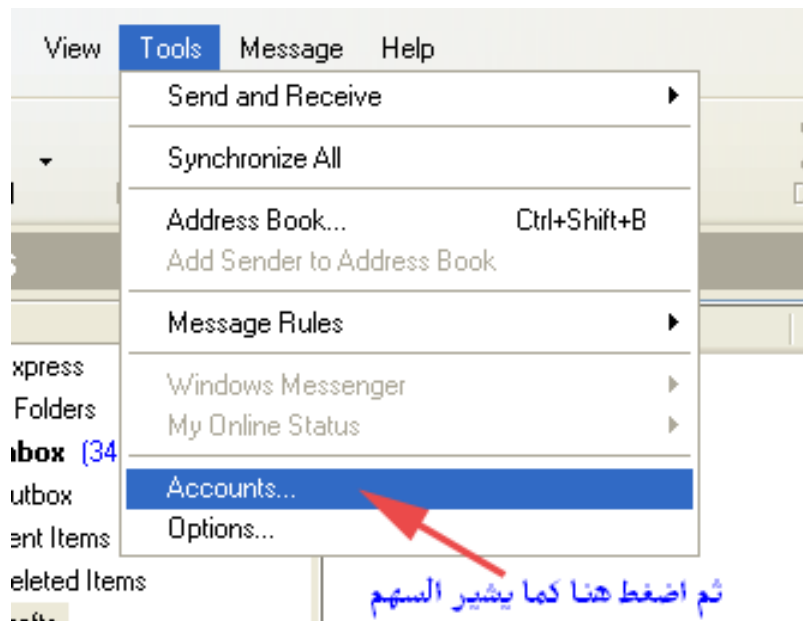 View Tools Message Help
Send and Receive
Synchronize All
Address Book... Ctrl+Shift+B
Add Sender to Address Book
Message Rules
xpress
Windows Messenger
Folders
My Online Status
nbox (34
Accounts...
utbox
Options...
ent Items
eleted Items
ثم اضغط هنا كما يشير السهم